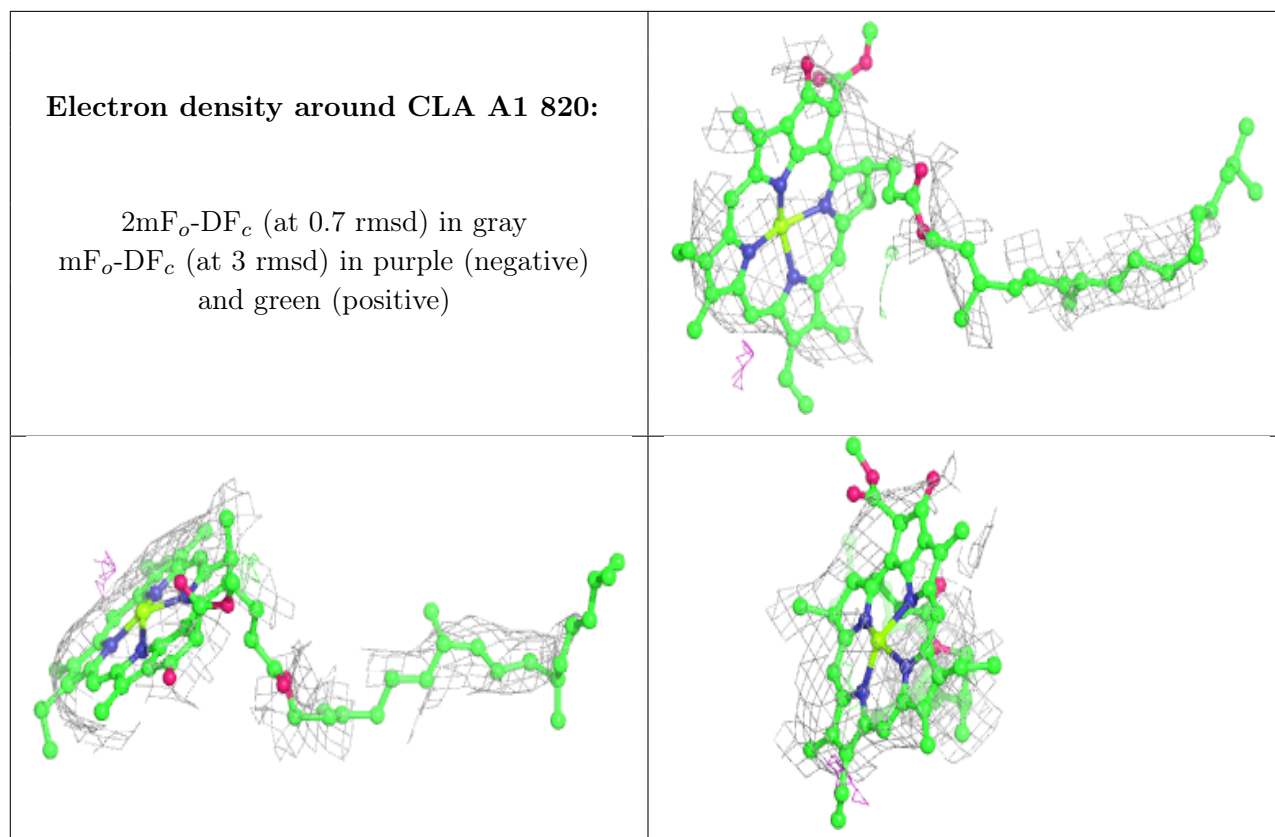 Electron density around CLA A1 820:
2mFₒ-DF𝑐 (at 0.7 rmsd) in gray
mFₒ-DF𝑐 (at 3 rmsd) in purple (negative)
and green (positive)